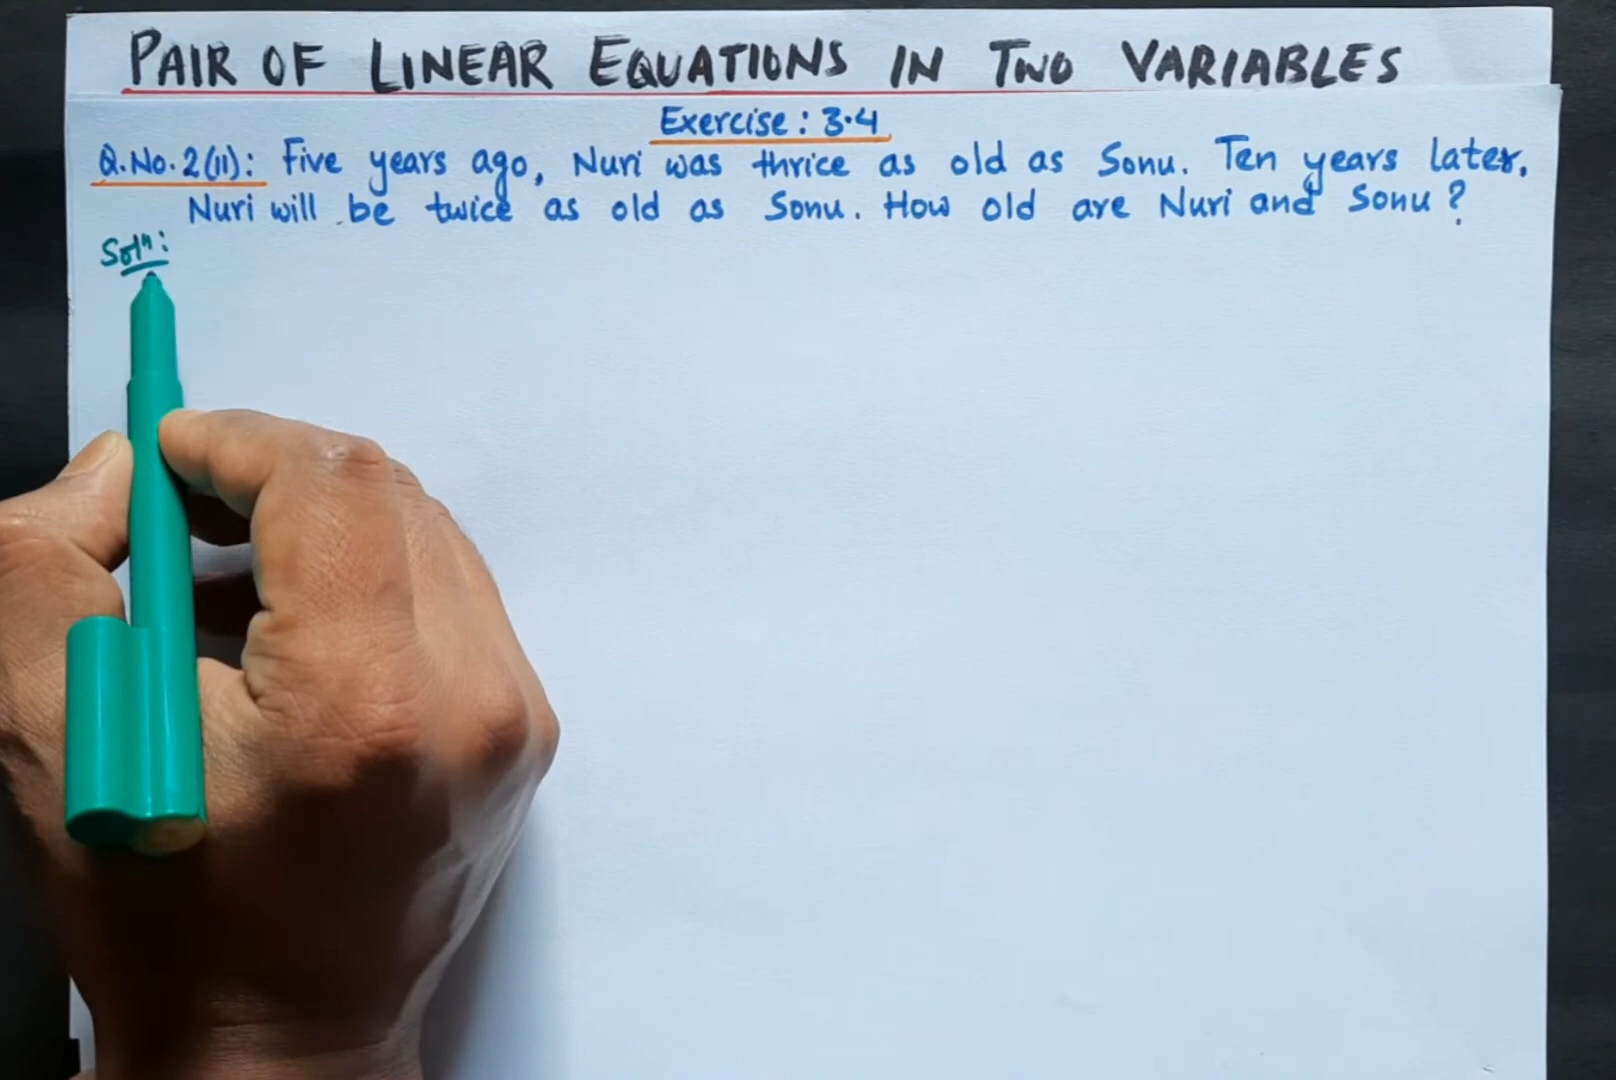 PAIR OF LINEAR EQUATIONS IN TWO VARIABLES
Exercise: 3.4
Q.No. 2(ii): Five years ago, Nuri was thrice as old as Sonu. Ten years later,
Nuri will be twice as old as Sonu. How old are Nuri and Sonu?
Solⁿ: